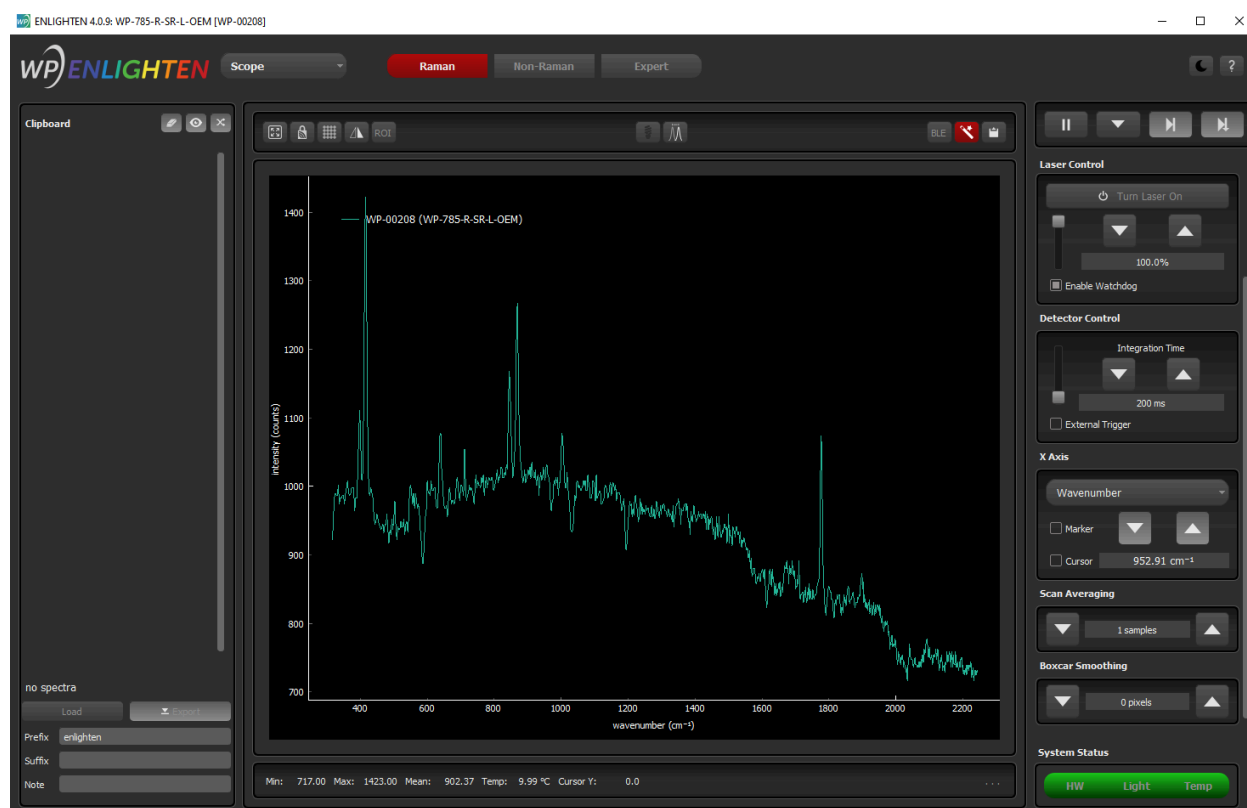 ENLIGHTEN 4.0.9: WP-785-R-SR-L-OEM [WP-00208]
WP ENLIGHTEN
Scope
Raman
Non-Raman
Expert
?
Clipboard
ROI
BLE
1400
1300
1200
1100
1000
900
800
700
intensity (counts)
WP-00208 (WP-785-R-SR-L-OEM)
400 600 800 1000 1200 1400 1600 1800 2000 2200
wavenumber (cm⁻¹)
Min: 717.00 Max: 1423.00 Mean: 902.37 Temp: 9.99 ºC Cursor Y: 0.0
...
no spectra
Load
Export
Prefix enlighten
Suffix
Note
Laser Control
Turn Laser On
100.0%
Enable Watchdog
Detector Control
Integration Time
200 ms
External Trigger
X Axis
Wavenumber
Marker
Cursor 952.91 cm⁻¹
Scan Averaging
1 samples
Boxcar Smoothing
0 pixels
System Status
HW Light Temp